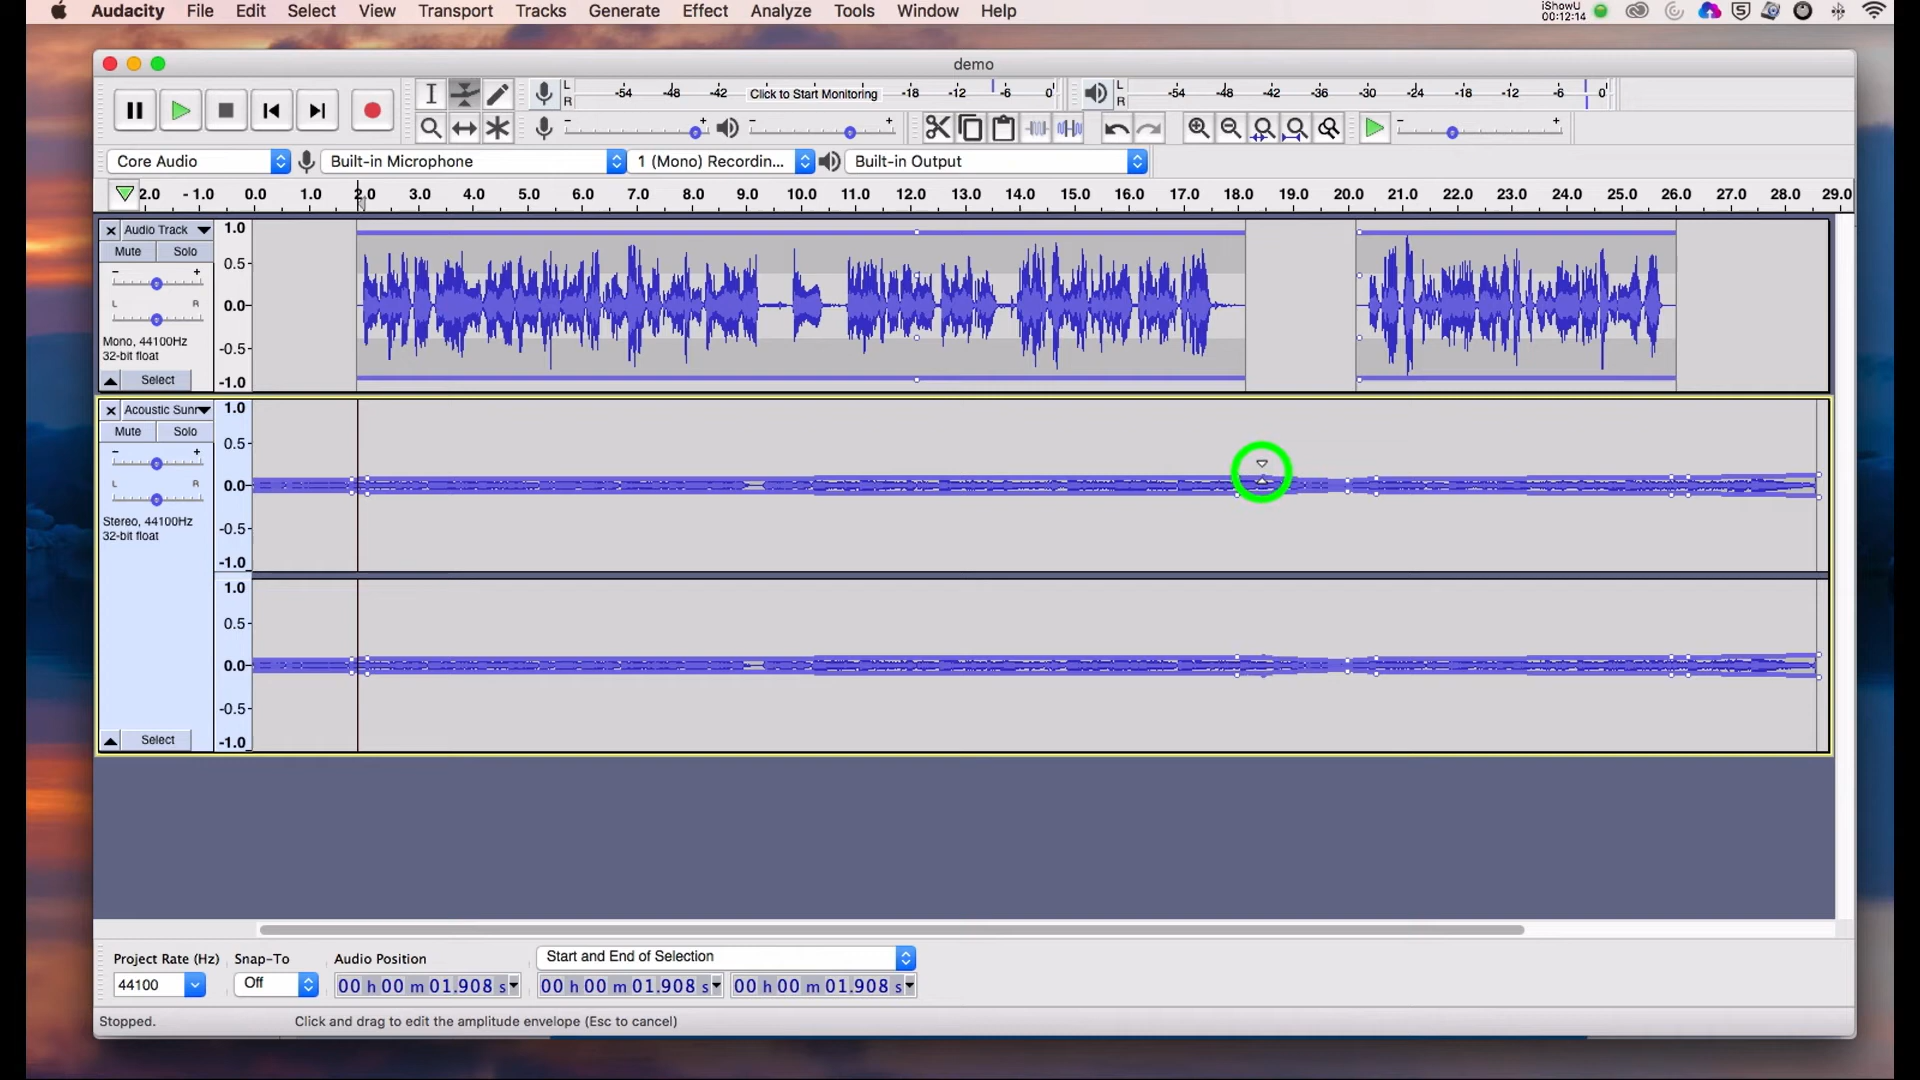 Audacity File Edit Select View Transport Tracks Generate Effect Analyze Tools Window Help iShowU 00:12:14
demo
L R -54 -48 -42 Click to Start Monitoring -18 -12 -6 0 L R -54 -48 -42 -36 -30 -24 -18 -12 -6 0
- + - + - +
Core Audio Built-in Microphone 1 (Mono) Recordin... Built-in Output
2.0 - 1.0 0.0 1.0 2.0 3.0 4.0 5.0 6.0 7.0 8.0 9.0 10.0 11.0 12.0 13.0 14.0 15.0 16.0 17.0 18.0 19.0 20.0 21.0 22.0 23.0 24.0 25.0 26.0 27.0 28.0 29.0
Audio Track 1.0
Mute Solo
- + 0.5
L R 0.0
Mono, 44100Hz
32-bit float -0.5
Select -1.0
Acoustic Sunr 1.0
Mute Solo 0.5
- +
L R 0.0
Stereo, 44100Hz
32-bit float -0.5
-1.0
1.0
0.5
0.0
-0.5
Select -1.0
Project Rate (Hz) Snap-To Audio Position Start and End of Selection
44100 Off 00 h 00 m 01.908 s 00 h 00 m 01.908 s 00 h 00 m 01.908 s
Stopped. Click and drag to edit the amplitude envelope (Esc to cancel)